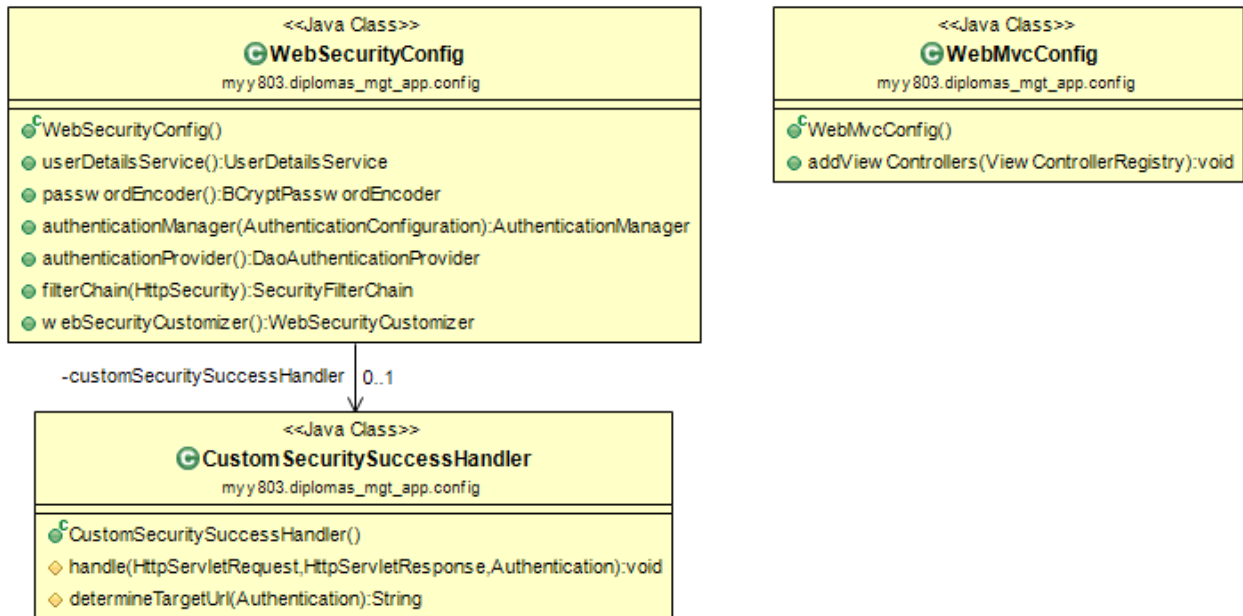 <<Java Class>>
WebSecurityConfig
myy803.diplomas_mgt_app.config
WebSecurityConfig()
userDetailsService():UserDetailsService
passwordEncoder():BCryptPasswordEncoder
authenticationManager(AuthenticationConfiguration):AuthenticationManager
authenticationProvider():DaoAuthenticationProvider
filterChain(HttpSecurity):SecurityFilterChain
webSecurityCustomizer():WebSecurityCustomizer
-customSecuritySuccessHandler 0..1
<<Java Class>>
CustomSecuritySuccessHandler
myy803.diplomas_mgt_app.config
CustomSecuritySuccessHandler()
handle(HttpServletRequest,HttpServletResponse,Authentication):void
determineTargetUrl(Authentication):String
<<Java Class>>
WebMvcConfig
myy803.diplomas_mgt_app.config
WebMvcConfig()
addViewControllers(ViewControllerRegistry):void